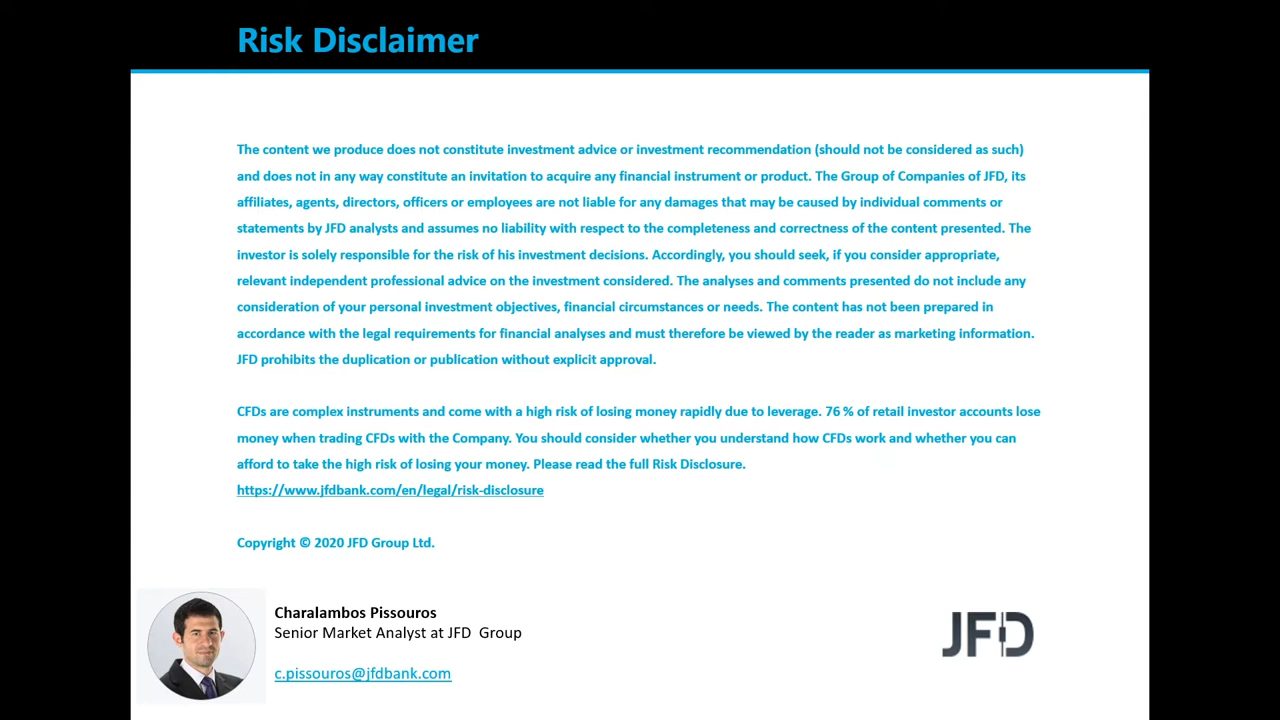 Risk Disclaimer
The content we produce does not constitute investment advice or investment recommendation (should not be considered as such)
and does not in any way constitute an invitation to acquire any financial instrument or product. The Group of Companies of JFD, its
affiliates, agents, directors, officers or employees are not liable for any damages that may be caused by individual comments or
statements by JFD analysts and assumes no liability with respect to the completeness and correctness of the content presented. The
investor is solely responsible for the risk of his investment decisions. Accordingly, you should seek, if you consider appropriate,
relevant independent professional advice on the investment considered. The analyses and comments presented do not include any
consideration of your personal investment objectives, financial circumstances or needs. The content has not been prepared in
accordance with the legal requirements for financial analyses and must therefore be viewed by the reader as marketing information.
JFD prohibits the duplication or publication without explicit approval.
CFDs are complex instruments and come with a high risk of losing money rapidly due to leverage. 76 % of retail investor accounts lose
money when trading CFDs with the Company. You should consider whether you understand how CFDs work and whether you can
afford to take the high risk of losing your money. Please read the full Risk Disclosure.
https://www.jfdbank.com/en/legal/risk-disclosure
Copyright © 2020 JFD Group Ltd.
Charalambos Pissouros
Senior Market Analyst at JFD Group
c.pissouros@jfdbank.com
JFD